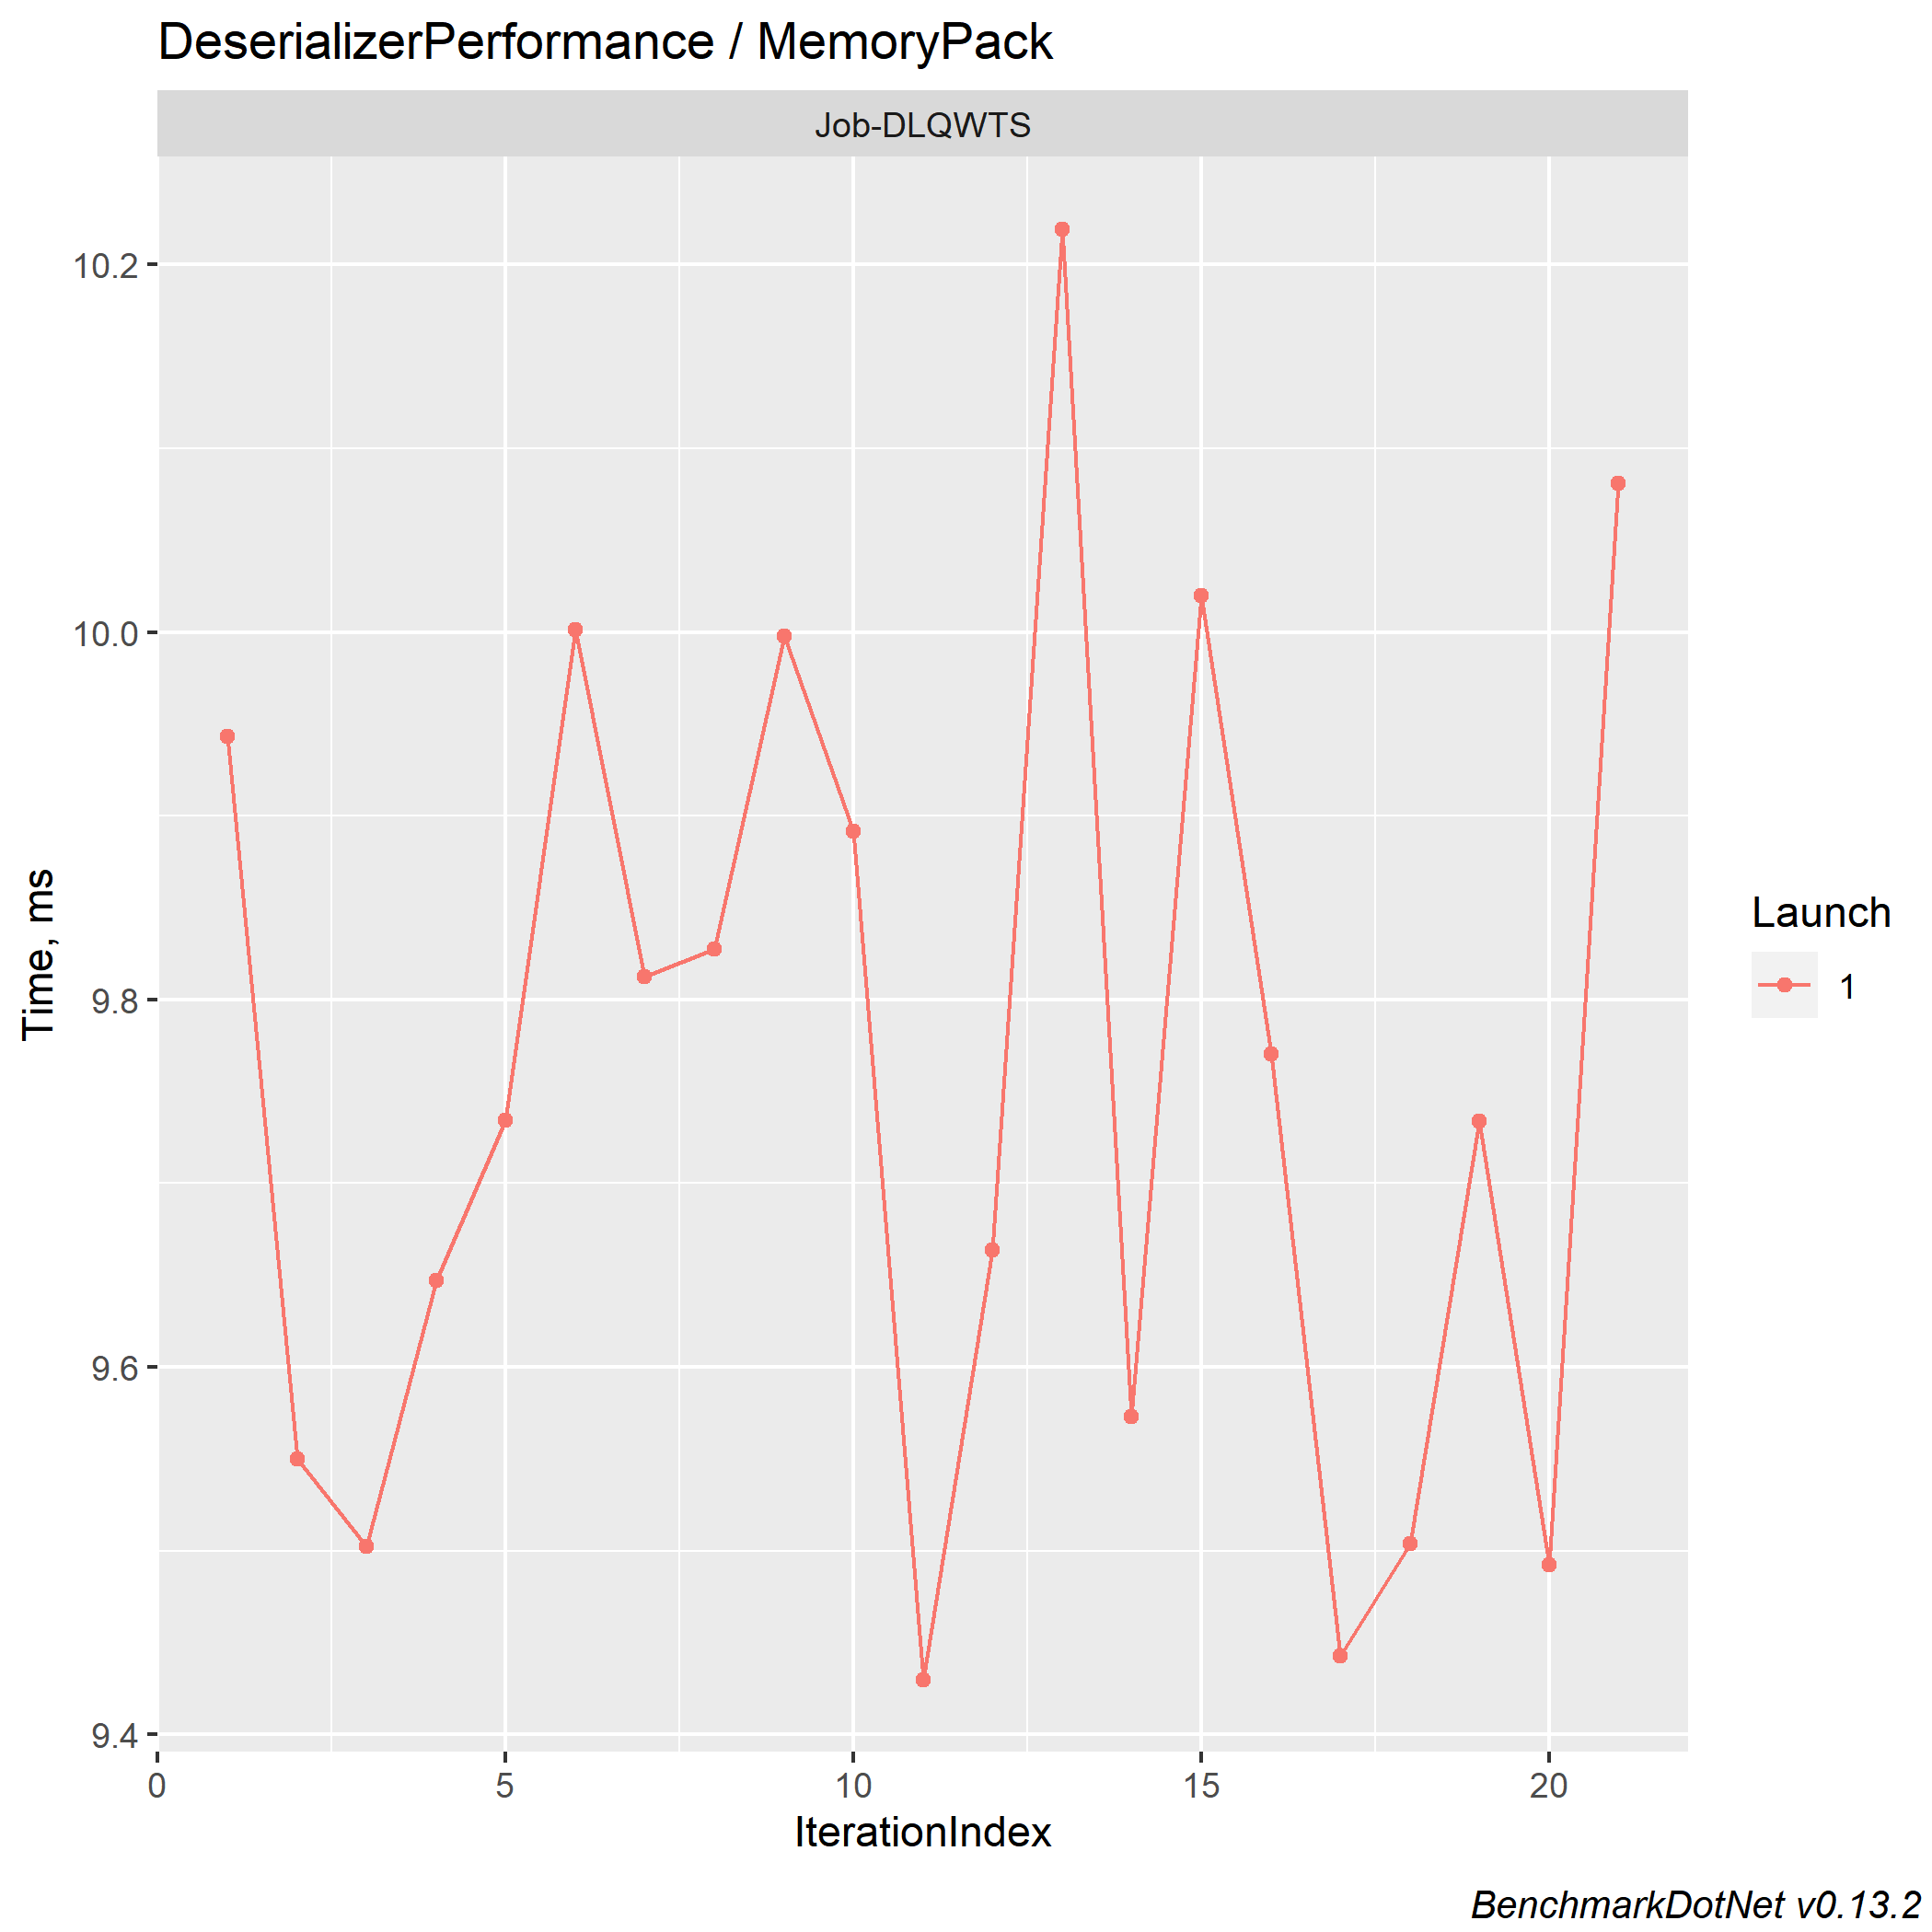 DeserializerPerformance / MemoryPack
Job-DLQWTS
10.2
10.0
9.8
9.6
9.4
Time, ms
0 5 10 15 20
IterationIndex
Launch
1
BenchmarkDotNet v0.13.2